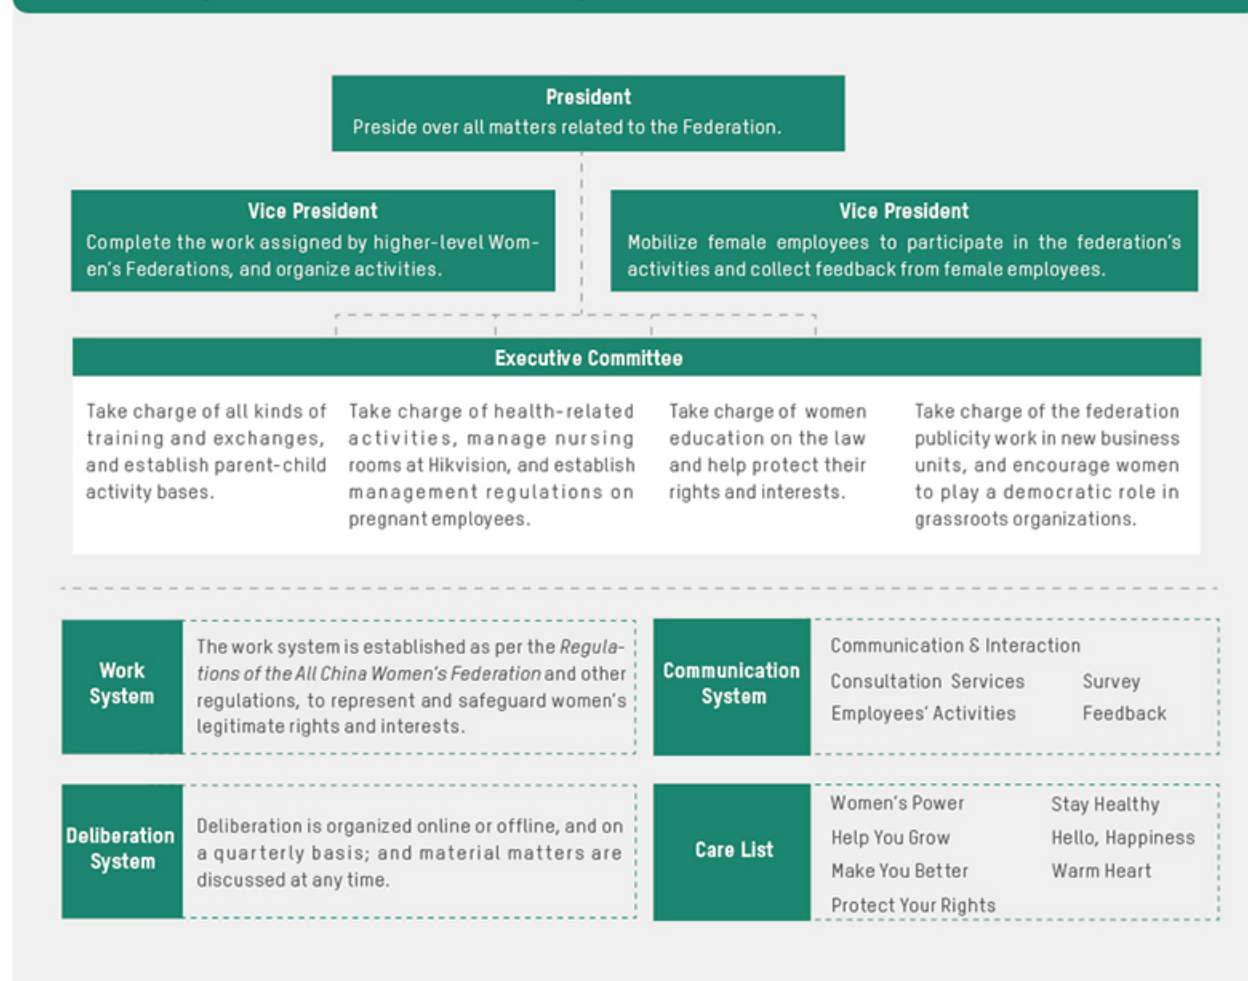 President
Preside over all matters related to the Federation.
Vice President
Complete the work assigned by higher-level Wom-
en's Federations, and organize activities.
Vice President
Mobilize female employees to participate in the federation's
activities and collect feedback from female employees.
Executive Committee
Take charge of all kinds of
training and exchanges,
and establish parent-child
activity bases.
Take charge of health-related
activities, manage nursing
rooms at Hikvision, and establish
management regulations on
pregnant employees.
Take charge of women
education on the law
and help protect their
rights and interests.
Take charge of the federation
publicity work in new business
units, and encourage women
to play a democratic role in
grassroots organizations.
Work
System
The work system is established as per the Regula-
tions of the All China Women's Federation and other
regulations, to represent and safeguard women's
legitimate rights and interests.
Communication
System
Communication & Interaction
Consultation Services
Survey
Employees' Activities
Feedback
Deliberation
System
Deliberation is organized online or offline, and on
a quarterly basis; and material matters are
discussed at any time.
Care List
Women's Power
Stay Healthy
Help You Grow
Hello, Happiness
Make You Better
Warm Heart
Protect Your Rights